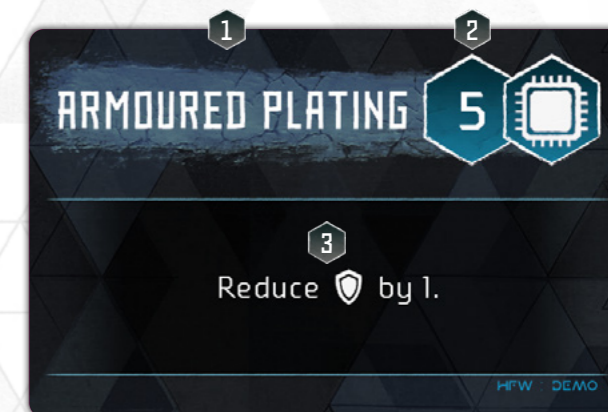 1 2
ARMOURED PLATING 5
3
Reduce by 1.
HFW : DEMO